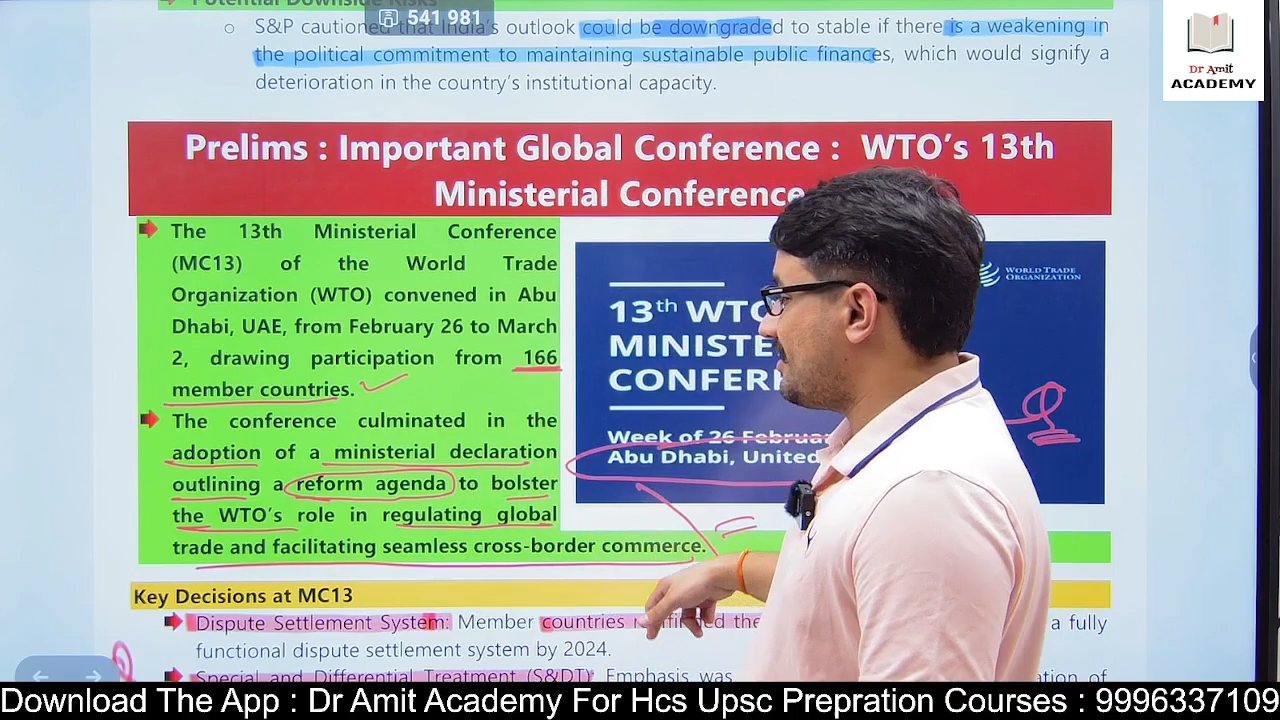 Potential Downside Risks
541 981
S&P cautioned that India's outlook could be downgraded to stable if there is a weakening in
the political commitment to maintaining sustainable public finances, which would signify a
deterioration in the country's institutional capacity.
Dr Amit
ACADEMY
Prelims : Important Global Conference : WTO's 13th
Ministerial Conference
The 13th Ministerial Conference
(MC13) of the World Trade
Organization (WTO) convened in Abu
Dhabi, UAE, from February 26 to March
2, drawing participation from 166
member countries.
The conference culminated in the
adoption of a ministerial declaration
outlining a reform agenda to bolster
the WTO's role in regulating global
trade and facilitating seamless cross-border commerce.
WORLD TRADE
ORGANIZATION
13th WTO
MINISTE
CONFER
Week of 26 Februa
Abu Dhabi, United
Key Decisions at MC13
Dispute Settlement System: Member countries the a fully
functional dispute settlement system by 2024.
Special and Differential Treatment (S&DT): Emphasis was of
Download The App : Dr Amit Academy For Hcs Upsc Prepration Courses : 9996337109